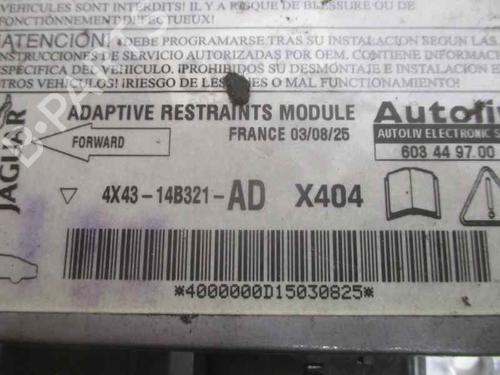 VEHICULES SONT INTERDITS! IL Y A RISQUE DE BLESSURE OU
FONCTIONNEMENT DEFECTUEUX!
¡ATENCIÓN! ¡DEBE PROGRAMARSE TRAS SU INSTALACION SEGUN LAS
INSTRUCCIONES DE SERVICIO AUTORIZADAS POR OEM. CONTIENE INFORMAC
ESPECIFICA DEL VEHICULO. ¡PROHIBIDOS SU DESMONTAJE E INSTALACION E
OTROS VEHICULOS! ¡RIESGO DE LESIONES O MAL FUNCIONAMIENTO!
JAGUAR
FORWARD
ADAPTIVE RESTRAINTS MODULE
FRANCE 03/08/25
Autoliv
AUTOLIV ELECTRONIC S
603 44 97.00
4X43-14B321-AD X404
*4000000D15030825*